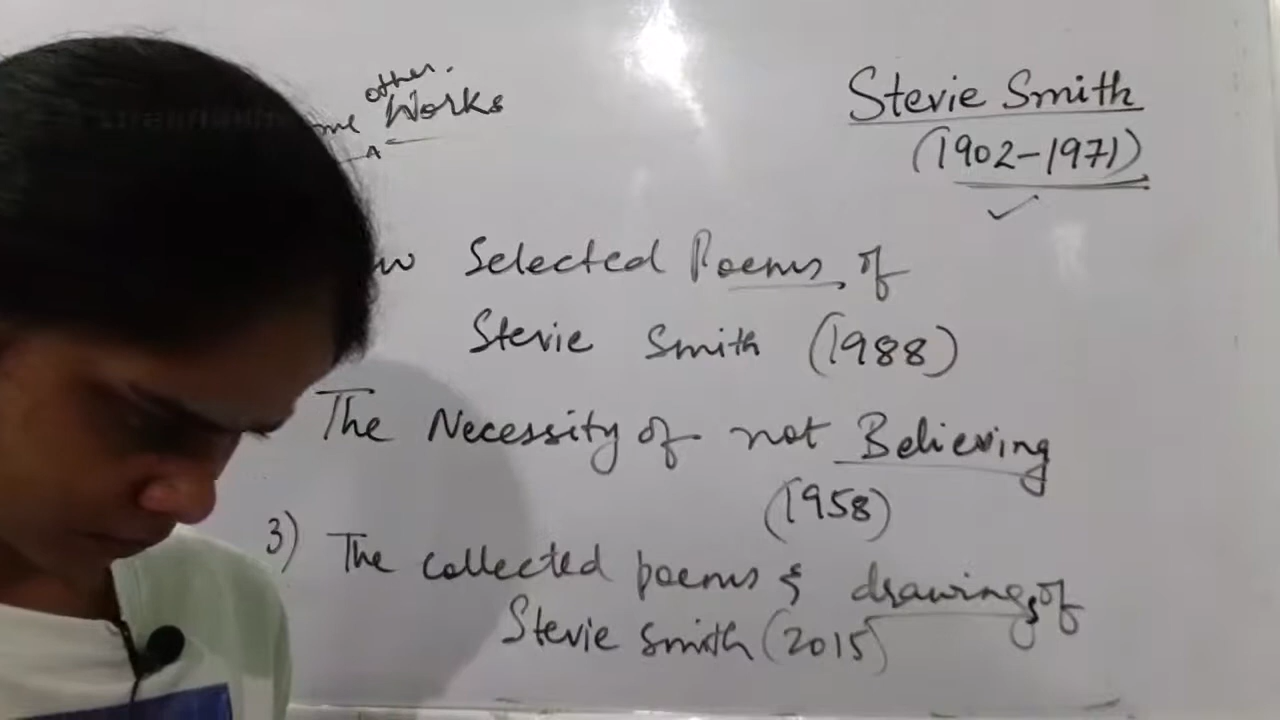 other.
Works
Stevie Smith
(1902-1971)
Selected Poems of
Stevie Smith (1988)
The Necessity of not Believing
(1958)
3) The collected poems & drawings of
Stevie Smith (2015)